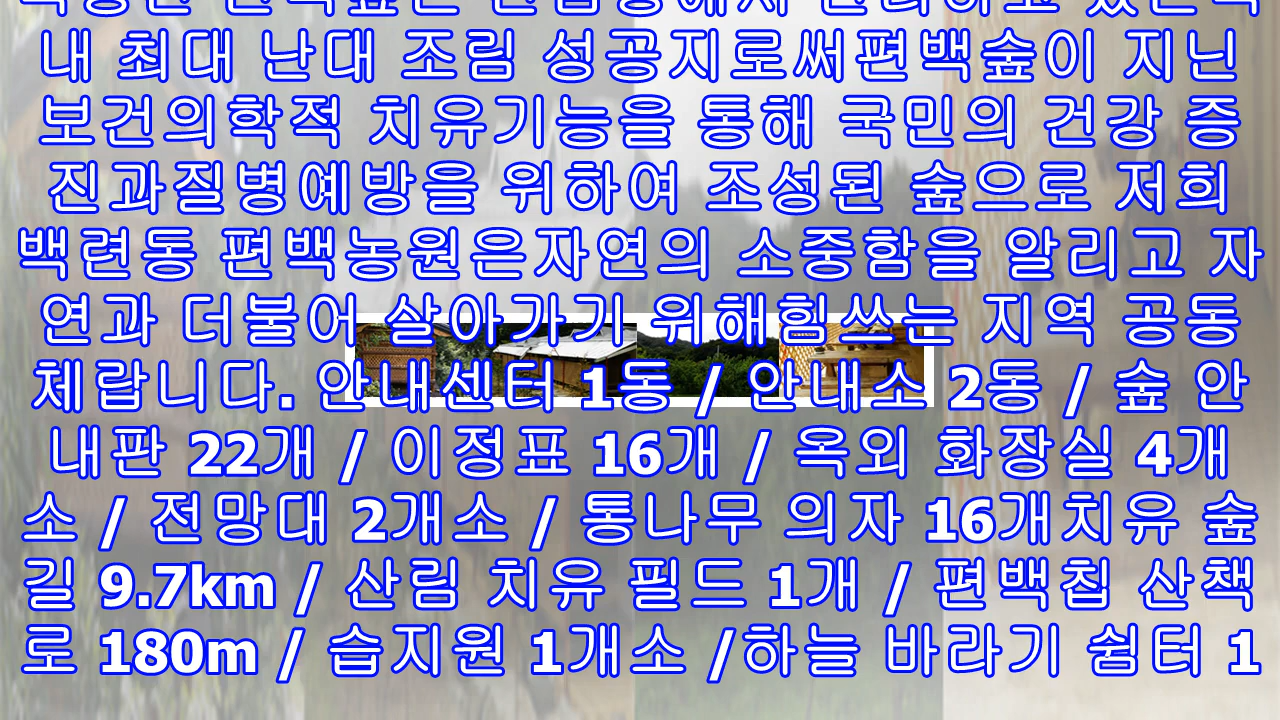 내 최대 난대 조림 성공지로써편백숲이 지닌
보건의학적 치유기능을 통해 국민의 건강 증
진과질병예방을 위하여 조성된 숲으로 저희
백련동 편백농원은자연의 소중함을 알리고 자
연과 더불어 살아가기 위해힘쓰는 지역 공동
체랍니다. 안내센터 1동 / 안내소 2동 / 숲 안
내판 22개 / 이정표 16개 / 옥외 화장실 4개
소 / 전망대 2개소 / 통나무 의자 16개치유 숲
길 9.7km / 산림 치유 필드 1개 / 편백칩 산책
로 180m / 습지원 1개소 /하늘 바라기 쉼터 1